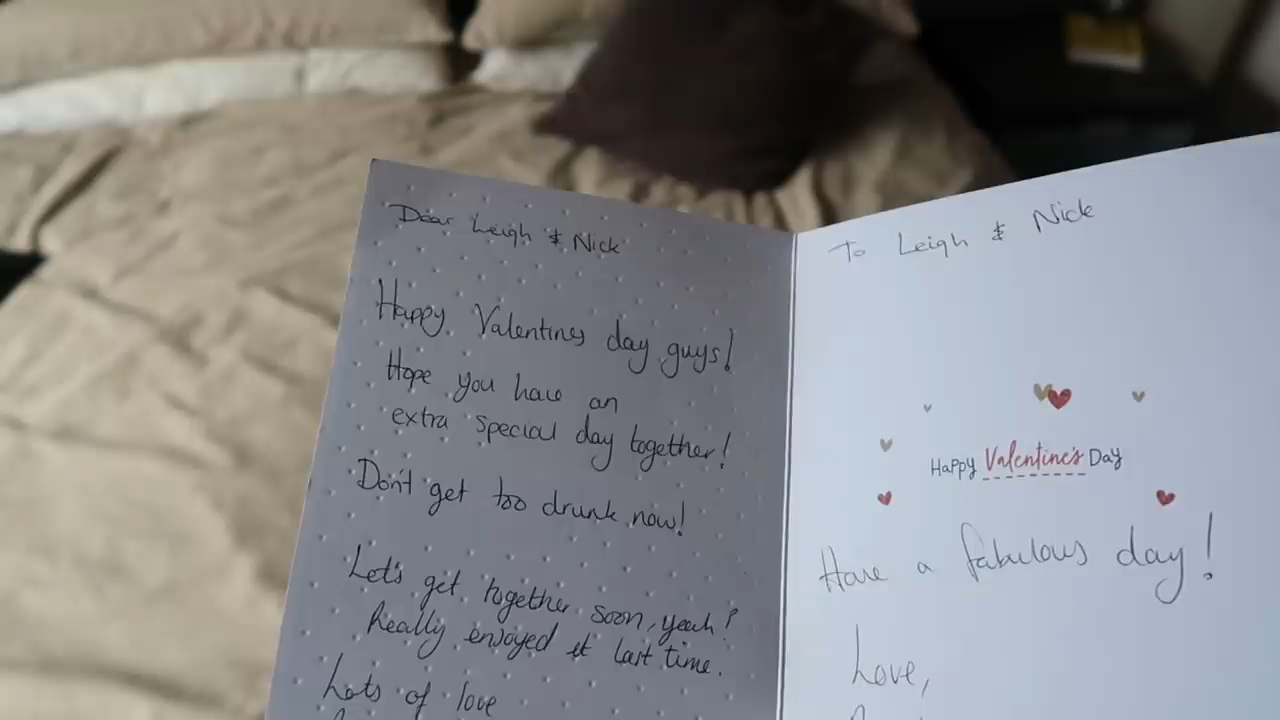 Dear Leigh & Nick
Happy Valentines day guys!
Hope you have an
extra special day together!
Don't get too drunk now!
Let's get together soon, yeah?
Really enjoyed it last time.
Lots of love
To Leigh & Nick
Happy Valentine's Day
Have a fabulous day!
Love,